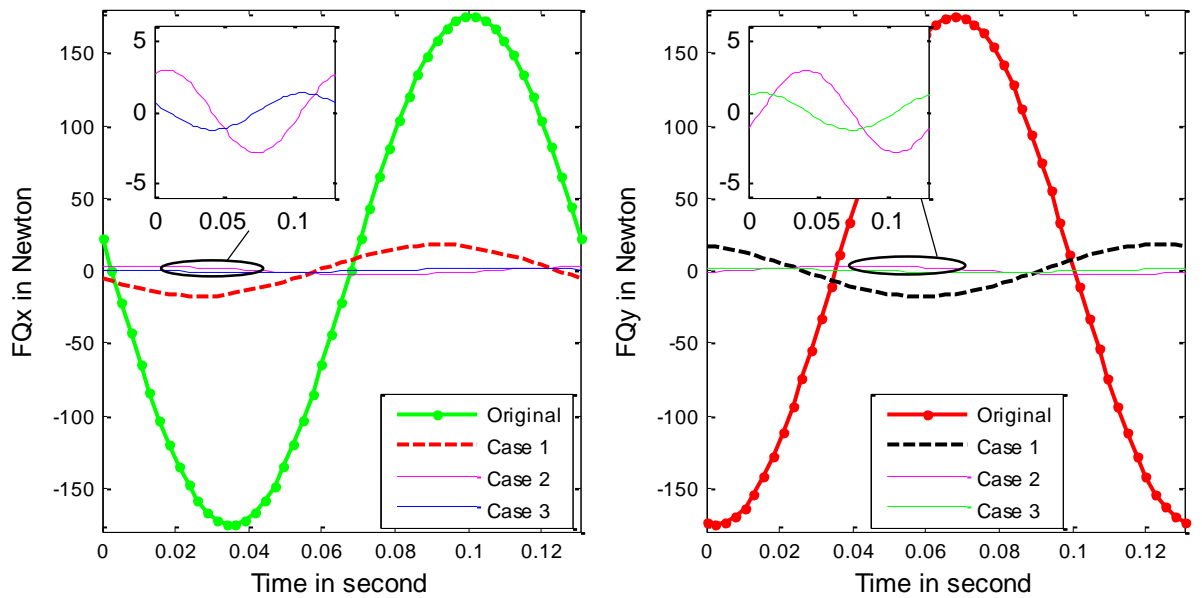 150
100
50
0
-50
-100
-150
FQx in Newton
5
0
-5
0 0.05 0.1
Original
Case 1
Case 2
Case 3
0 0.02 0.04 0.06 0.08 0.1 0.12
Time in second
150
100
50
0
-50
-100
-150
FQy in Newton
5
0
-5
0 0.05 0.1
Original
Case 1
Case 2
Case 3
0 0.02 0.04 0.06 0.08 0.1 0.12
Time in second